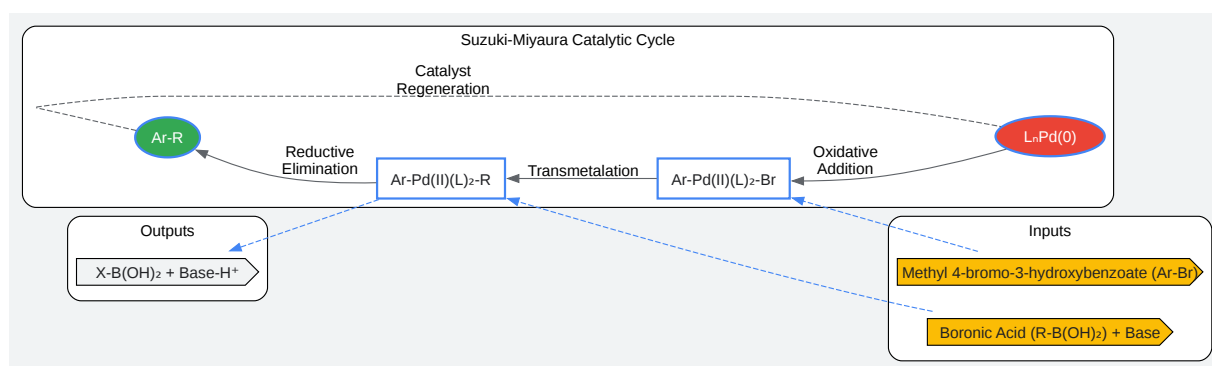 Suzuki-Miyaura Catalytic Cycle
Catalyst
Regeneration
Ar-R
LₙPd(0)
Reductive
Elimination
Oxidative
Addition
Ar-Pd(II)(L)₂-R
Transmetalation
Ar-Pd(II)(L)₂-Br
Outputs
X-B(OH)₂ + Base-H⁺
Inputs
Methyl 4-bromo-3-hydroxybenzoate (Ar-Br)
Boronic Acid (R-B(OH)₂) + Base